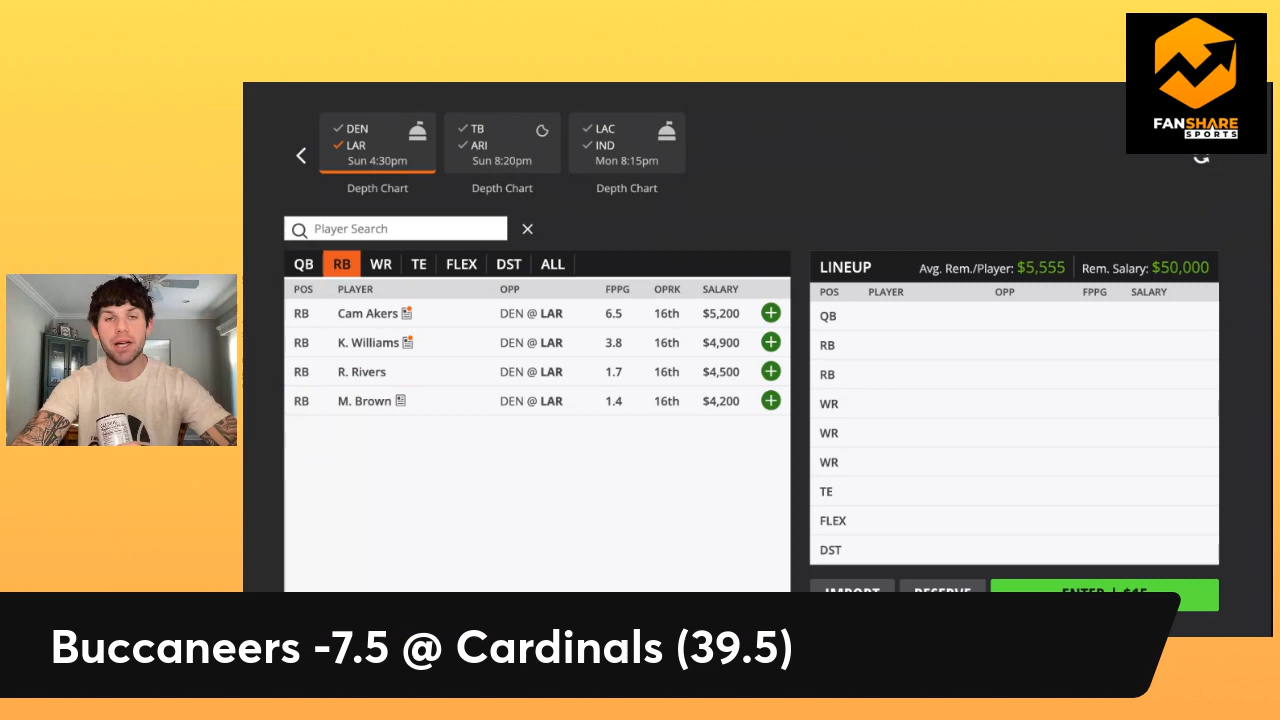 FANSHARE
SPORTS
DEN
LAR
Sun 4:30pm
Depth Chart
TB
ARI
Sun 8:20pm
Depth Chart
LAC
IND
Mon 8:15pm
Depth Chart
Player Search
QB RB WR TE FLEX DST ALL
POS PLAYER OPP FPPG OPRK SALARY
RB Cam Akers DEN @ LAR 6.5 16th $5,200
RB K. Williams DEN @ LAR 3.8 16th $4,900
RB R. Rivers DEN @ LAR 1.7 16th $4,500
RB M. Brown DEN @ LAR 1.4 16th $4,200
LINEUP Avg. Rem./Player: $5,555 Rem. Salary: $50,000
POS PLAYER OPP FPPG SALARY
QB
RB
RB
WR
WR
WR
TE
FLEX
DST
IMPORT RESERVE ENTER | $15
Buccaneers -7.5 @ Cardinals (39.5)